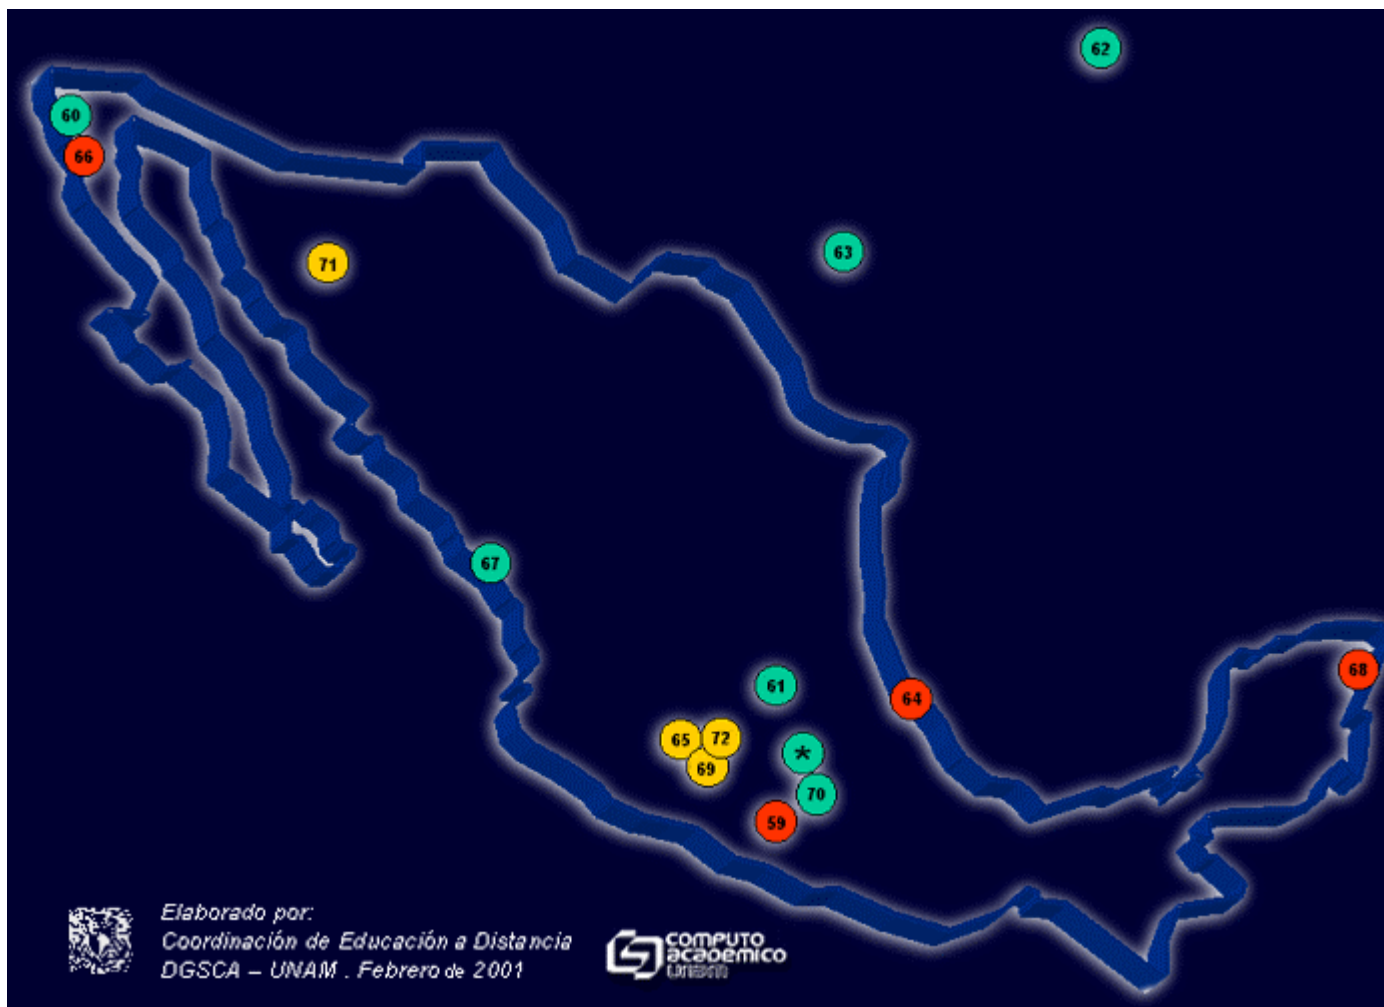 62
60
66
63
71
67
61
68
64
65
72
*
69
70
59
Elaborado por:
Coordinación de Educación a Distancia
DGSCA – UNAM . Febrero de 2001
COMPUTO
academico
UNAM